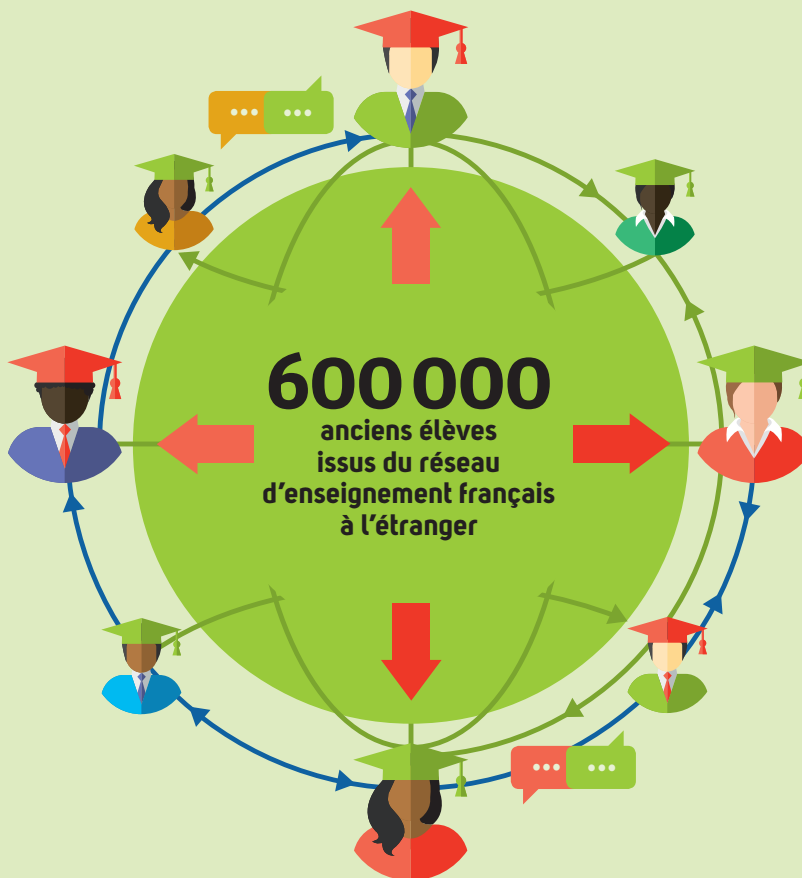 600 000
anciens élèves
issus du réseau
d’enseignement français
à l’étranger